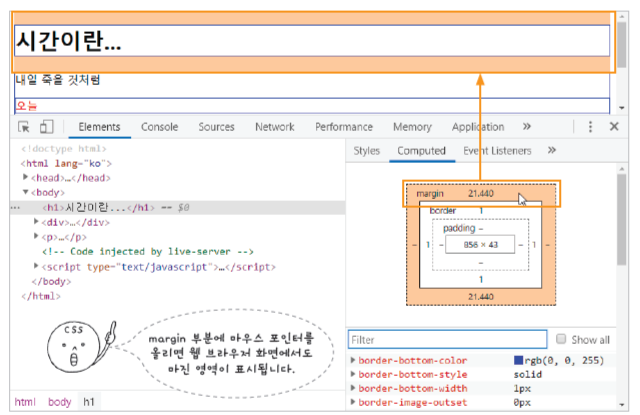 시간이란...
내일 죽을 것처럼
오늘
Elements Console Sources Network Performance Memory Application »
<!doctype html>
<html lang="ko">
<head>…</head>
<body>
··· <h1>시간이란...</h1> == $0
<div>…</div>
<p>…</p>
<!-- Code injected by live-server -->
<script type="text/javascript">…</script>
</body>
</html>
CSS
margin 부분에 마우스 포인터를
올리면 웹 브라우저 화면에서도
마진 영역이 표시됩니다.
html body h1
Styles Computed Event Listeners »
margin 21.440
border 1
padding –
– 1 – 856 × 43 – 1 –
–
1
21.440
Filter Show all
border-bottom-color rgb(0, 0, 255)
border-bottom-style solid
border-bottom-width 1px
border-image-outset 0px